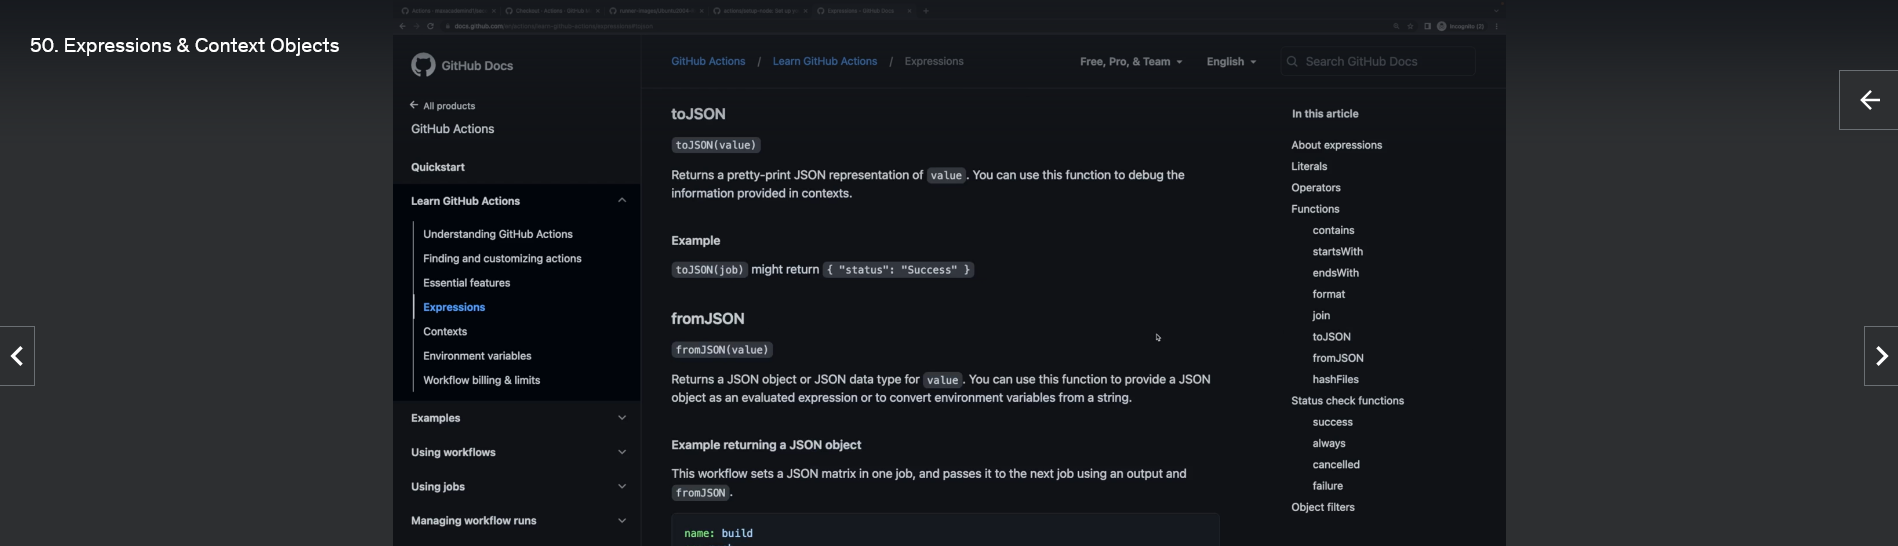 50. Expressions & Context Objects
GitHub Docs
GitHub Actions / Learn GitHub Actions / Expressions
Free, Pro, & Team
English
Search GitHub Docs
All products
GitHub Actions
Quickstart
Learn GitHub Actions
Understanding GitHub Actions
Finding and customizing actions
Essential features
Expressions
Contexts
Environment variables
Workflow billing & limits
Examples
Using workflows
Using jobs
Managing workflow runs
toJSON
toJSON(value)
Returns a pretty-print JSON representation of value. You can use this function to debug the
information provided in contexts.
Example
toJSON(job) might return { "status": "Success" }
fromJSON
fromJSON(value)
Returns a JSON object or JSON data type for value. You can use this function to provide a JSON
object as an evaluated expression or to convert environment variables from a string.
Example returning a JSON object
This workflow sets a JSON matrix in one job, and passes it to the next job using an output and
fromJSON.
name: build
In this article
About expressions
Literals
Operators
Functions
contains
startsWith
endsWith
format
join
toJSON
fromJSON
hashFiles
Status check functions
success
always
cancelled
failure
Object filters